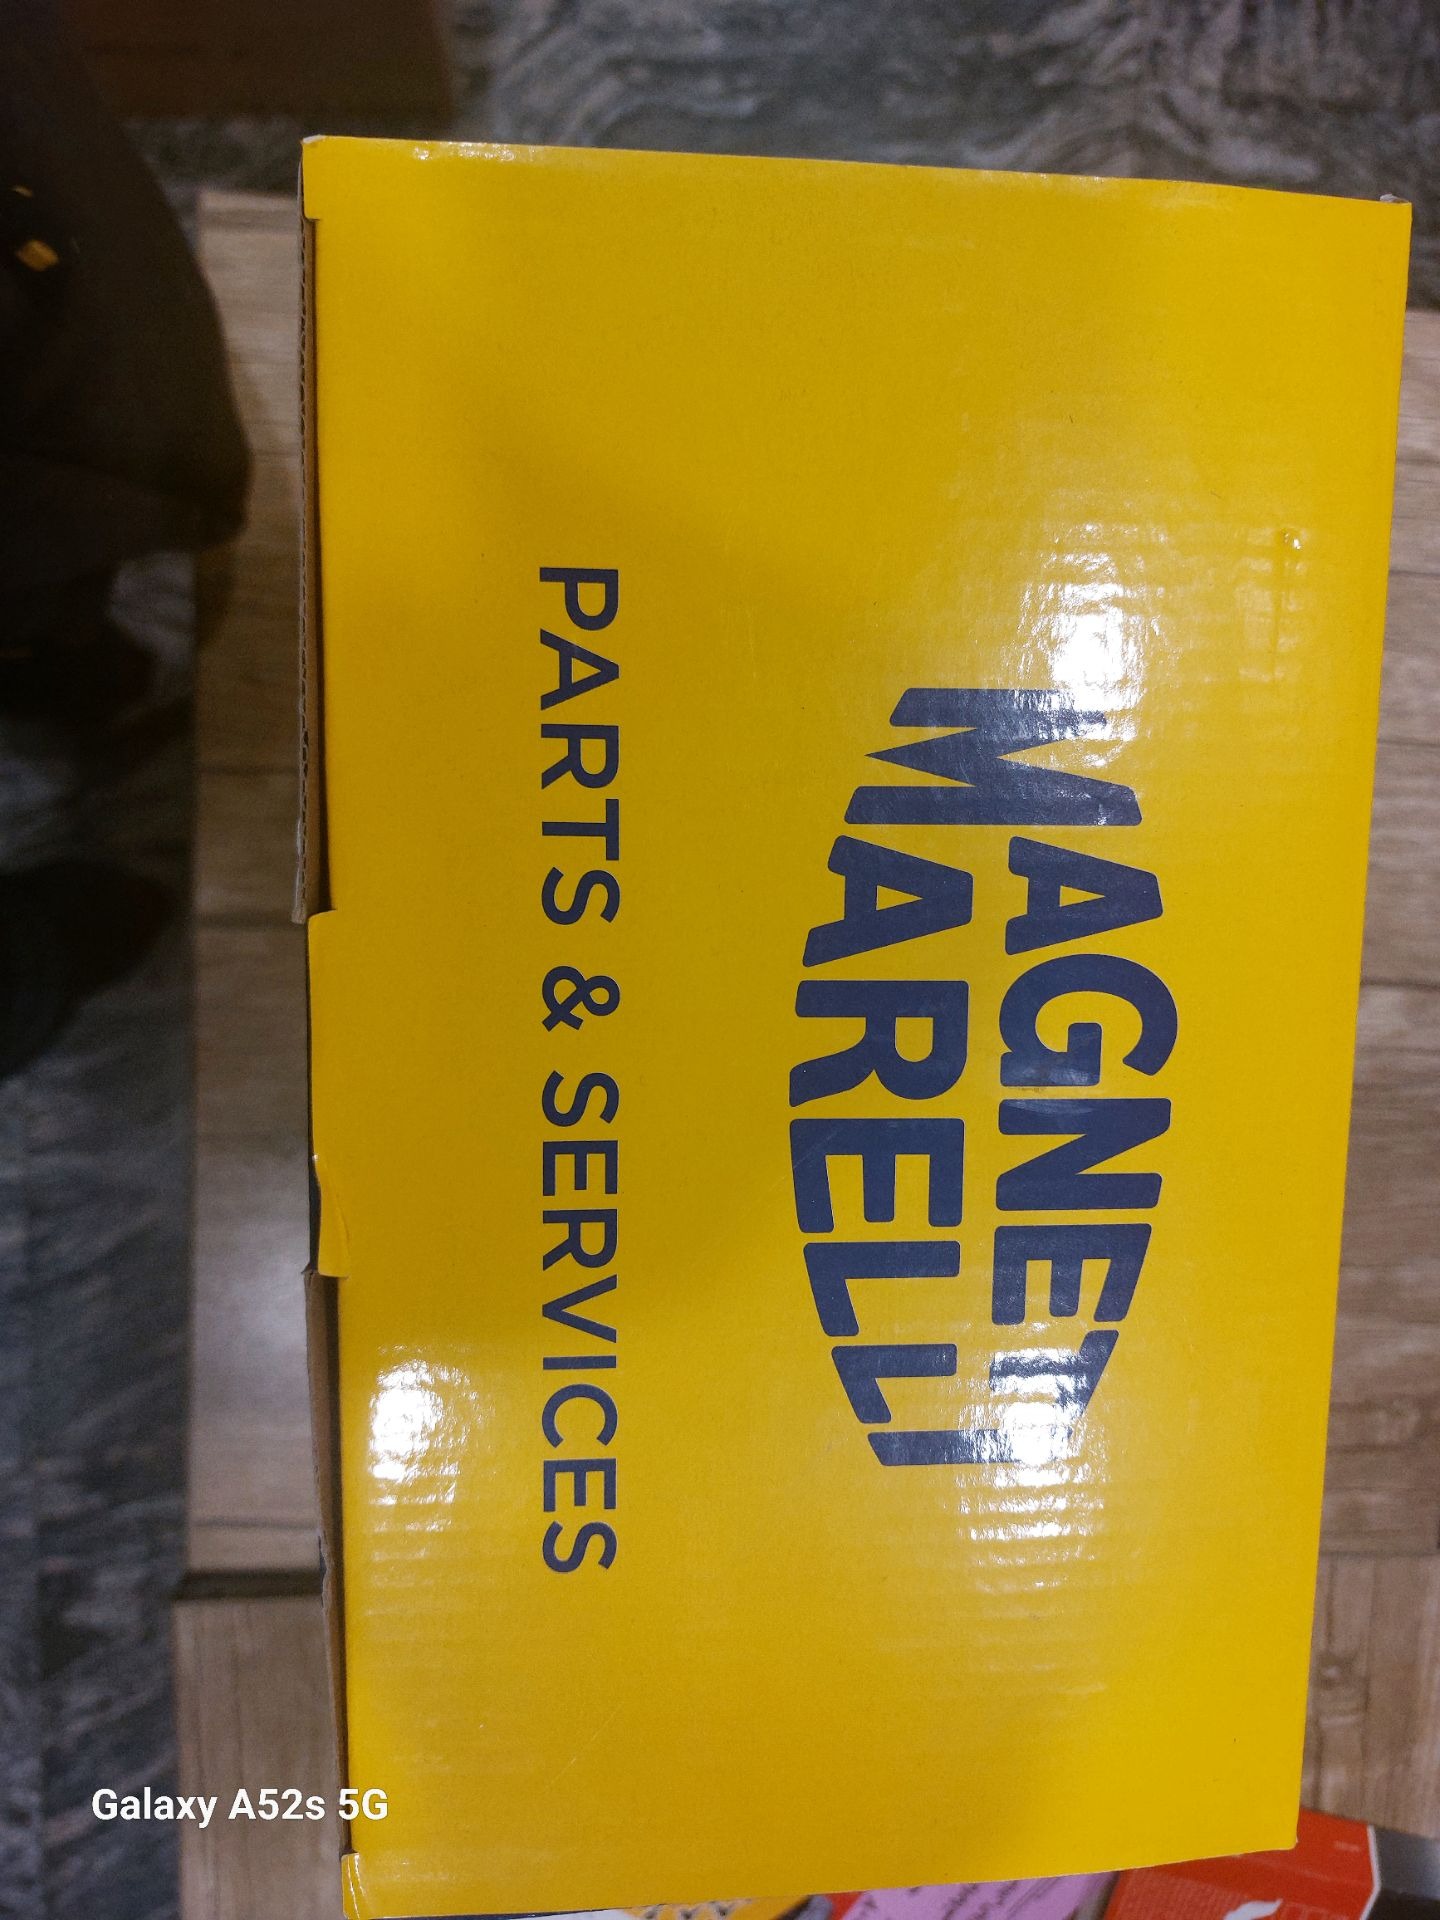 MAGNETI
MARELLI
PARTS & SERVICES
Galaxy A52s 5G